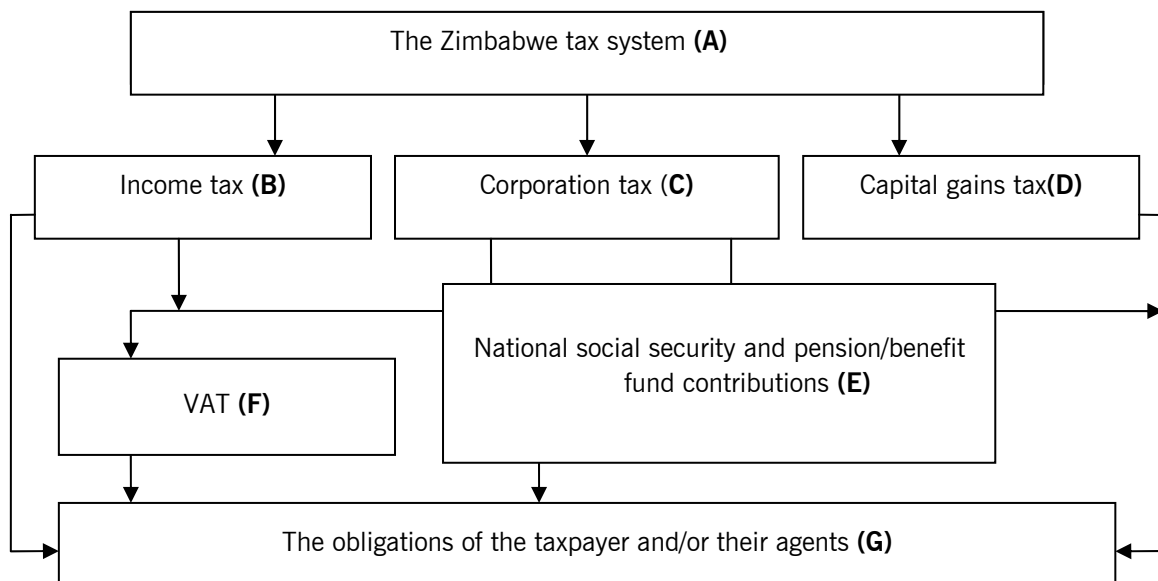 The Zimbabwe tax system (A)
Income tax (B)
Corporation tax (C)
Capital gains tax(D)
National social security and pension/benefit
fund contributions (E)
VAT (F)
The obligations of the taxpayer and/or their agents (G)